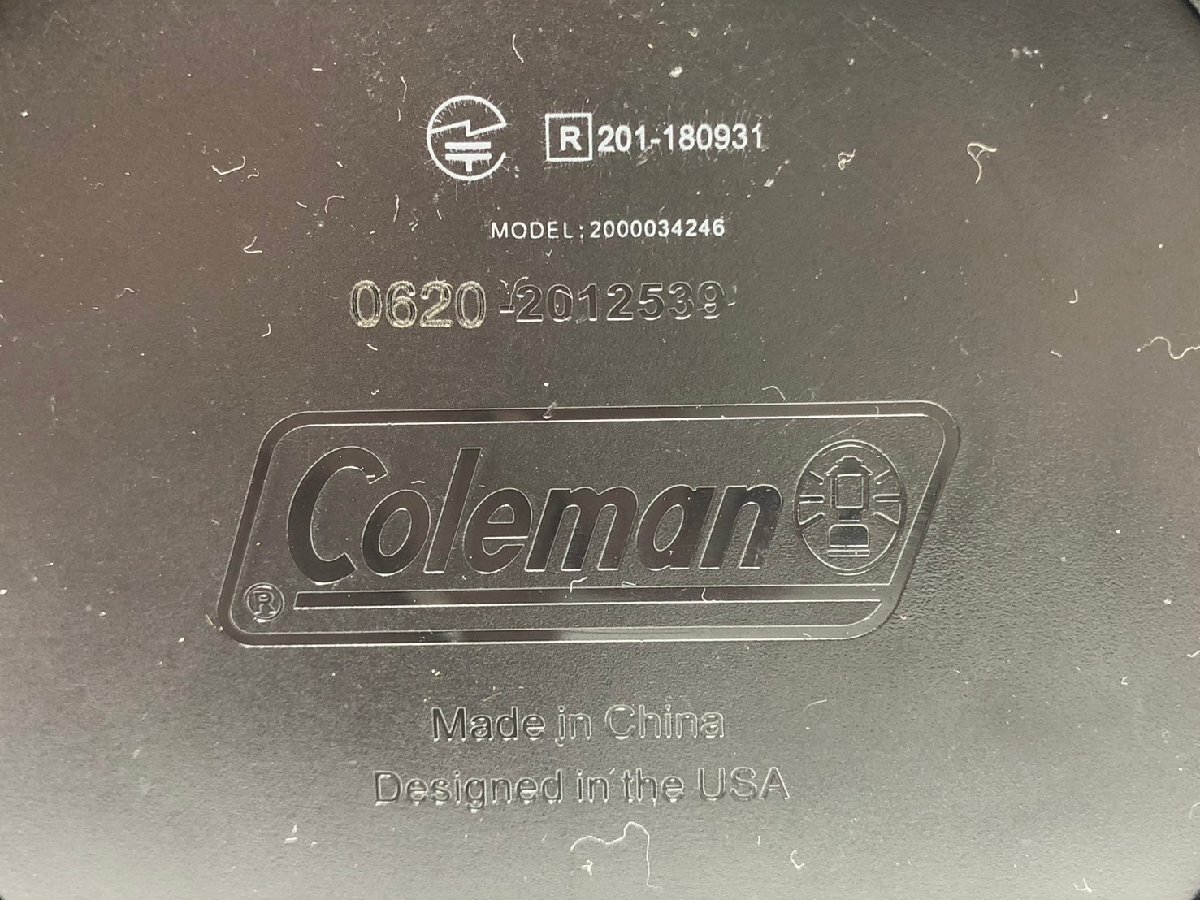 R 201-180931
MODEL: 2000034246
0620-2012539
Coleman
®
Made in China
Designed in the USA